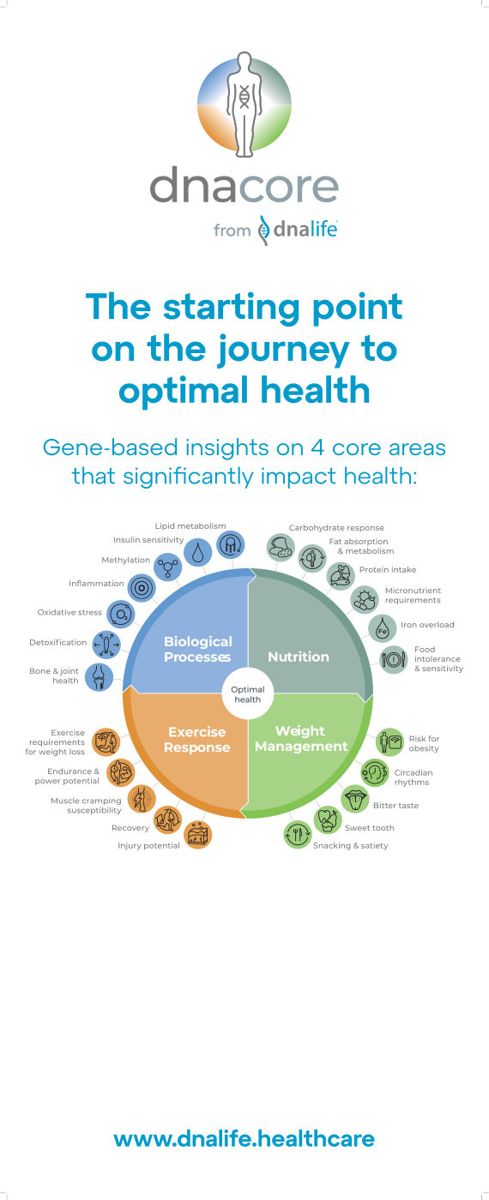 dnacore
from dnalife
The starting point
on the journey to
optimal health
Gene-based insights on 4 core areas
that significantly impact health:
Lipid metabolism
Insulin sensitivity
Methylation
Inflammation
Oxidative stress
Detoxification
Bone & joint
health
Carbohydrate response
Fat absorption
& metabolism
Protein intake
Micronutrient
requirements
Iron overload
Fe
Food
intolerance
& sensitivity
Biological
Processes
Nutrition
Optimal
health
Exercise
Response
Weight
Management
Exercise
requirements
for weight loss
Endurance &
power potential
Muscle cramping
susceptibility
Recovery
Injury potential
Risk for
obesity
Circadian
rhythms
Bitter taste
Sweet tooth
Snacking & satiety
www.dnalife.healthcare